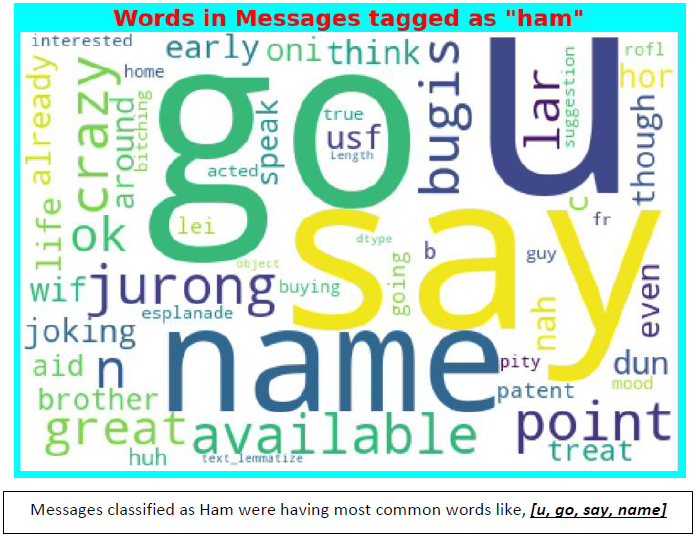 Words in Messages tagged as "ham"
interested
early
oni
think
rofl
hor
home
already
crazy
around
bitching
go
speak
true
usf
Length
acted
bugis
u
lar
suggestion
though
life
ok
lei
say
dtype
object
going
b
c
fr
guy
wif
jurong
buying
esplanade
nah
even
joking
n
name
pity
dun
aid
mood
patent
brother
great
available
point
treat
huh
text_lemmatize
Messages classified as Ham were having most common words like, [u, go, say, name]